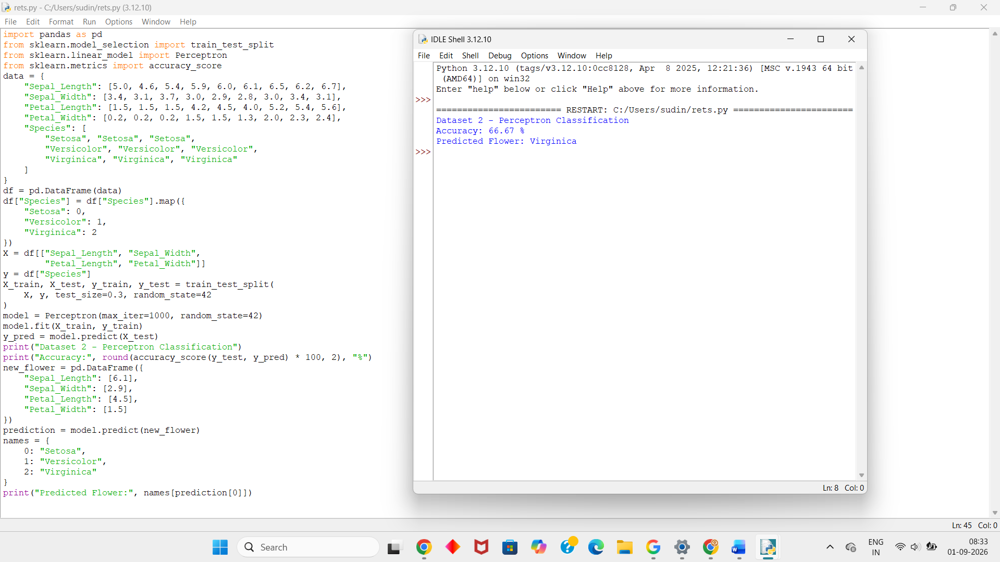 rets.py - C:/Users/sudin/rets.py (3.12.10)
File Edit Format Run Options Window Help
import pandas as pd
from sklearn.model_selection import train_test_split
from sklearn.linear_model import Perceptron
from sklearn.metrics import accuracy_score
data = {
    "Sepal_Length": [5.0, 4.6, 5.4, 5.9, 6.0, 6.1, 6.5, 6.2, 6.7],
    "Sepal_Width": [3.4, 3.1, 3.7, 3.0, 2.9, 2.8, 3.0, 3.4, 3.1],
    "Petal_Length": [1.5, 1.5, 1.5, 4.2, 4.5, 4.0, 5.2, 5.4, 5.6],
    "Petal_Width": [0.2, 0.2, 0.2, 1.5, 1.5, 1.3, 2.0, 2.3, 2.4],
    "Species": [
        "Setosa", "Setosa", "Setosa",
        "Versicolor", "Versicolor", "Versicolor",
        "Virginica", "Virginica", "Virginica"
    ]
}
df = pd.DataFrame(data)
df["Species"] = df["Species"].map({
    "Setosa": 0,
    "Versicolor": 1,
    "Virginica": 2
})
X = df[["Sepal_Length", "Sepal_Width",
        "Petal_Length", "Petal_Width"]]
y = df["Species"]
X_train, X_test, y_train, y_test = train_test_split(
    X, y, test_size=0.3, random_state=42
)
model = Perceptron(max_iter=1000, random_state=42)
model.fit(X_train, y_train)
y_pred = model.predict(X_test)
print("Dataset 2 - Perceptron Classification")
print("Accuracy:", round(accuracy_score(y_test, y_pred) * 100, 2), "%")
new_flower = pd.DataFrame({
    "Sepal_Length": [6.1],
    "Sepal_Width": [2.9],
    "Petal_Length": [4.5],
    "Petal_Width": [1.5]
})
prediction = model.predict(new_flower)
names = {
    0: "Setosa",
    1: "Versicolor",
    2: "Virginica"
}
print("Predicted Flower:", names[prediction[0]])
Ln: 45 Col: 0
IDLE Shell 3.12.10
File Edit Shell Debug Options Window Help
Python 3.12.10 (tags/v3.12.10:0cc8128, Apr  8 2025, 12:21:36) [MSC v.1943 64 bit
 (AMD64)] on win32
Enter "help" below or click "Help" above for more information.
>>>
======================== RESTART: C:/Users/sudin/rets.py =======================
Dataset 2 - Perceptron Classification
Accuracy: 66.67 %
Predicted Flower: Virginica
>>>
Ln: 8 Col: 0
Search
ENG
IN
08:33
01-09-2026